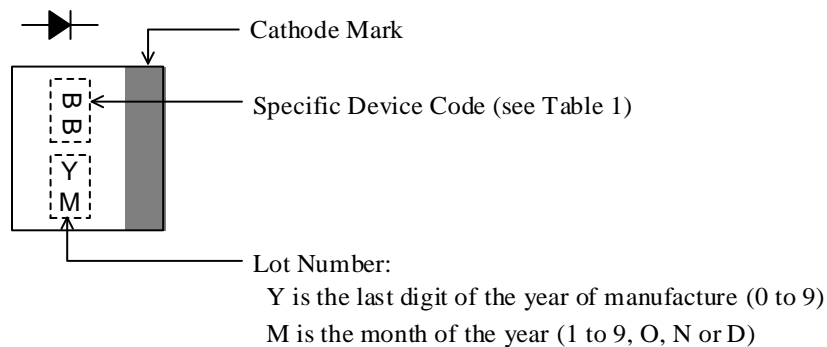 Cathode Mark
B
B
Specific Device Code (see Table 1)
Y
M
Lot Number:
Y is the last digit of the year of manufacture (0 to 9)
M is the month of the year (1 to 9, O, N or D)